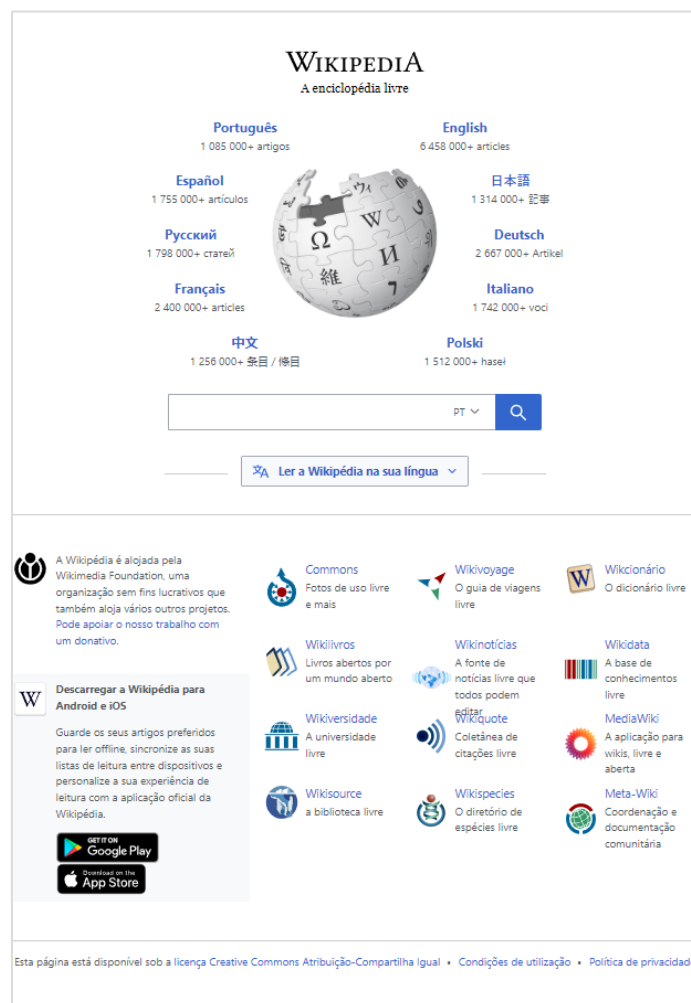 WIKIPEDIA
A enciclopédia livre
Português
1 085 000+ artigos
English
6 458 000+ articles
Español
1 755 000+ artículos
日本語
1 314 000+ 記事
Русский
1 798 000+ статей
Deutsch
2 667 000+ Artikel
Français
2 400 000+ articles
Italiano
1 742 000+ voci
中文
1 256 000+ 条目 / 條目
Polski
1 512 000+ haseł
Ω
W
И
維
ウィ
PT
Ler a Wikipédia na sua língua
A Wikipédia é alojada pela
Wikimedia Foundation, uma
organização sem fins lucrativos que
também aloja vários outros projetos.
Pode apoiar o nosso trabalho com
um donativo.
W
Descarregar a Wikipédia para
Android e iOS
Guarde os seus artigos preferidos
para ler offline, sincronize as suas
listas de leitura entre dispositivos e
personalize a sua experiência de
leitura com a aplicação oficial da
Wikipédia.
GET IT ON
Google Play
Download on the
App Store
Commons
Fotos de uso livre
e mais
Wikivoyage
O guia de viagens
livre
W
Wikcionário
O dicionário livre
Wikilivros
Livros abertos por
um mundo aberto
Wikinotícias
A fonte de
notícias livre que
todos podem
editar
Wikidata
A base de
conhecimentos
livre
Wikiversidade
A universidade
livre
Wikiquote
Coletânea de
citações livre
MediaWiki
A aplicação para
wikis, livre e
aberta
Wikisource
a biblioteca livre
Wikispecies
O diretório de
espécies livre
Meta-Wiki
Coordenação e
documentação
comunitária
Esta página está disponível sob a licença Creative Commons Atribuição-Compartilha Igual • Condições de utilização • Política de privacidad